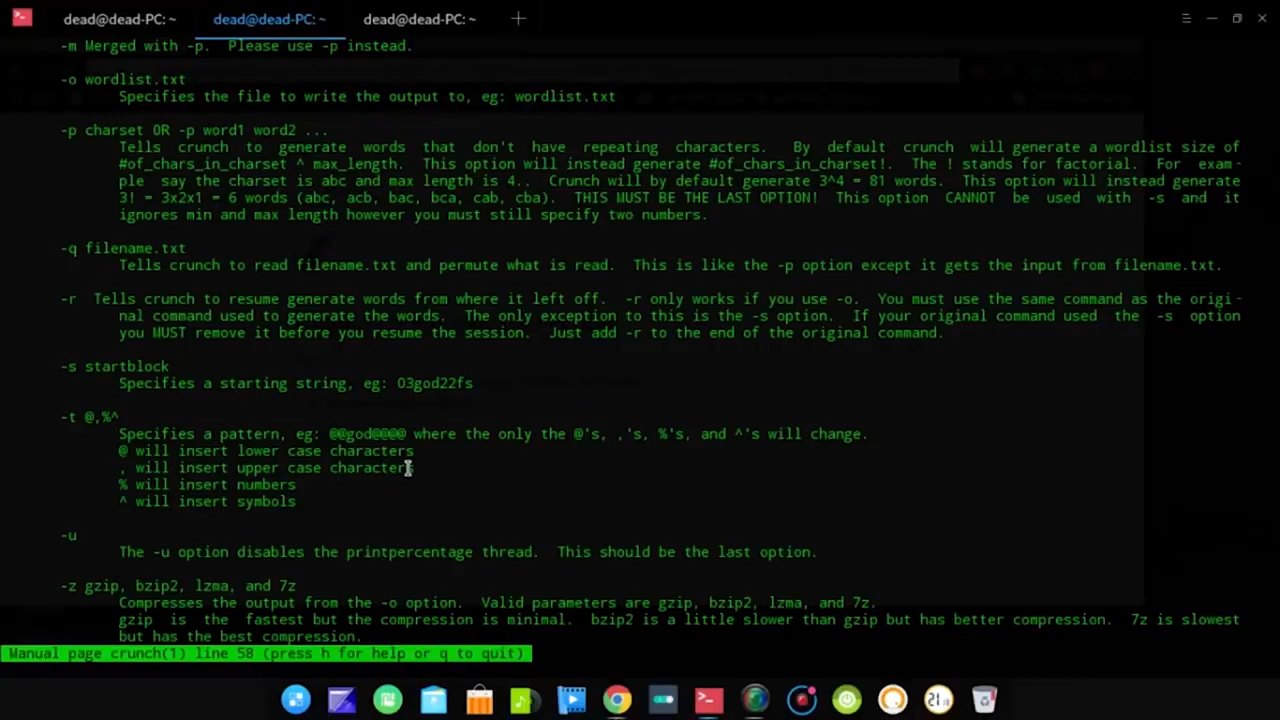 dead@dead-PC: ~ dead@dead-PC: ~ dead@dead-PC: ~
-m Merged with -p.  Please use -p instead.
-o wordlist.txt
Specifies the file to write the output to, eg: wordlist.txt
-p charset OR -p word1 word2 ...
Tells crunch to generate words that don't have repeating characters.  By default crunch will generate a wordlist size of
#of_chars_in_charset ^ max_length.  This option will instead generate #of_chars_in_charset!.  The ! stands for factorial.  For exam-
ple  say the charset is abc and max length is 4..  Crunch will by default generate 3^4 = 81 words.  This option will instead generate
3! = 3x2x1 = 6 words (abc, acb, bac, bca, cab, cba).  THIS MUST BE THE LAST OPTION!  This option  CANNOT  be  used  with  -s  and  it
ignores min and max length however you must still specify two numbers.
-q filename.txt
Tells crunch to read filename.txt and permute what is read.  This is like the -p option except it gets the input from filename.txt.
-r  Tells crunch to resume generate words from where it left off.  -r only works if you use -o.  You must use the same command as the origi-
nal command used to generate the words.  The only exception to this is the -s option.  If your original command used  the  -s  option
you MUST remove it before you resume the session.  Just add -r to the end of the original command.
-s startblock
Specifies a starting string, eg: 03god22fs
-t @,%^
Specifies a pattern, eg: @@god@@@@ where the only the @'s, ,'s, %'s, and ^'s will change.
@ will insert lower case characters
, will insert upper case characters
% will insert numbers
^ will insert symbols
-u
The -u option disables the printpercentage thread.  This should be the last option.
-z gzip, bzip2, lzma, and 7z
Compresses the output from the -o option.  Valid parameters are gzip, bzip2, lzma, and 7z.
gzip  is  the  fastest but the compression is minimal.  bzip2 is a little slower than gzip but has better compression.  7z is slowest
but has the best compression.
Manual page crunch(1) line 58 (press h for help or q to quit)
21